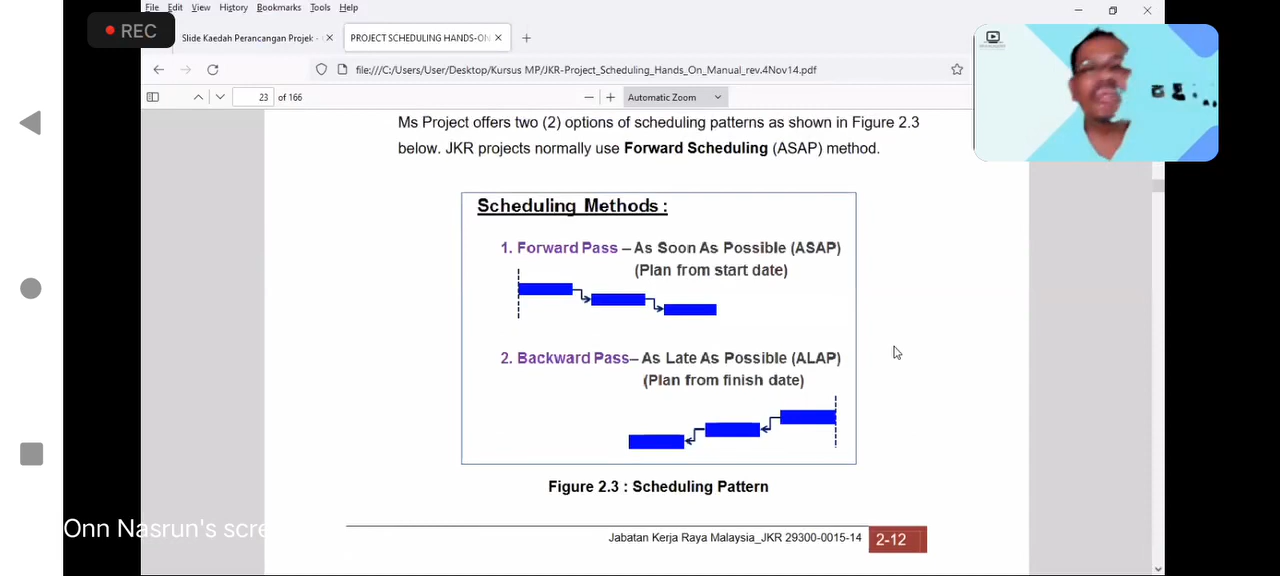 File Edit View History Bookmarks Tools Help
REC
Slide Kaedah Perancangan Projek -
PROJECT SCHEDULING HANDS-ON
file:///C:/Users/User/Desktop/Kursus MP/JKR-Project_Scheduling_Hands_On_Manual_rev.4Nov14.pdf
23 of 166
Automatic Zoom
Ms Project offers two (2) options of scheduling patterns as shown in Figure 2.3
below. JKR projects normally use Forward Scheduling (ASAP) method.
Scheduling Methods :
1. Forward Pass – As Soon As Possible (ASAP)
(Plan from start date)
2. Backward Pass– As Late As Possible (ALAP)
(Plan from finish date)
Figure 2.3 : Scheduling Pattern
Onn Nasrun's scre
Jabatan Kerja Raya Malaysia_JKR 29300-0015-14
2-12